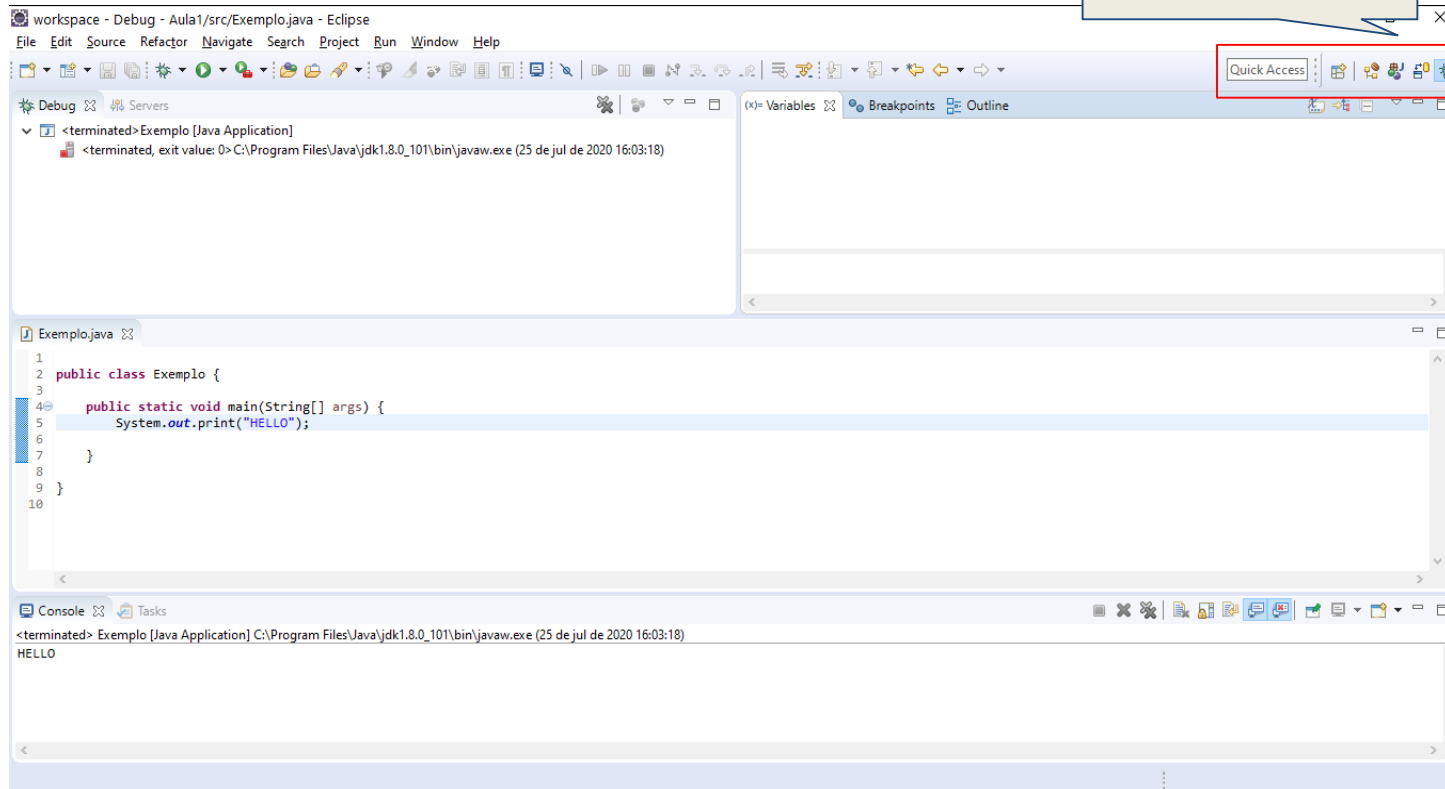 workspace - Debug - Aula1/src/Exemplo.java - Eclipse
File Edit Source Refactor Navigate Search Project Run Window Help
Quick Access
Debug Servers
(x)= Variables Breakpoints Outline
<terminated>Exemplo [Java Application]
<terminated, exit value: 0>C:\Program Files\Java\jdk1.8.0_101\bin\javaw.exe (25 de jul de 2020 16:03:18)
Exemplo.java
1
2 public class Exemplo {
3
4 public static void main(String[] args) {
5 System.out.print("HELLO");
6
7 }
8
9 }
10
Console Tasks
<terminated> Exemplo [Java Application] C:\Program Files\Java\jdk1.8.0_101\bin\javaw.exe (25 de jul de 2020 16:03:18)
HELLO